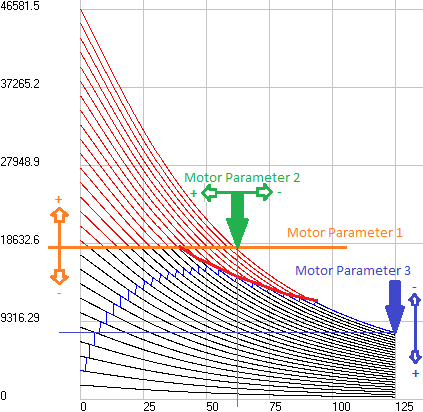 46581.5
37265.2
27948.9
Motor Parameter 2
+ -
+
18632.6
Motor Parameter 1
Motor Parameter 3
-
-
9316.29
+
0
0 25 50 75 100 125